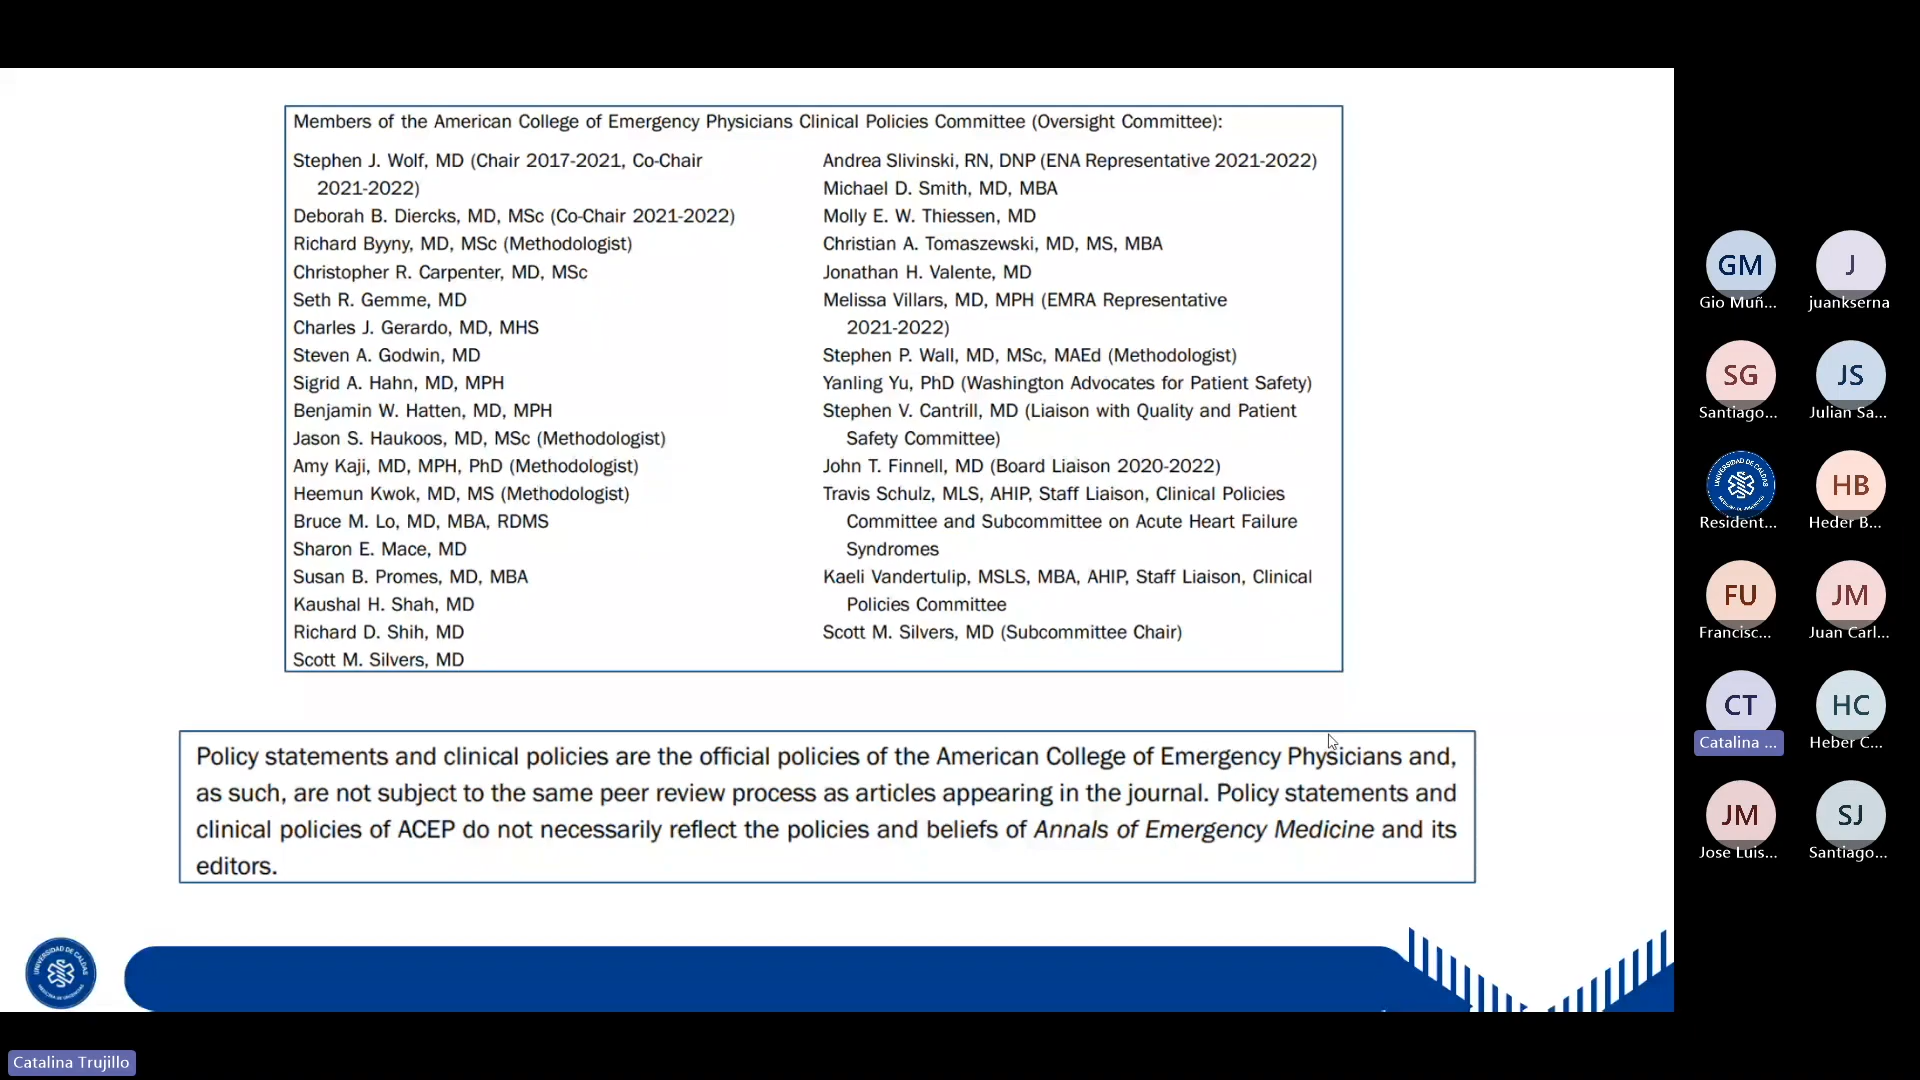 Members of the American College of Emergency Physicians Clinical Policies Committee (Oversight Committee):
Stephen J. Wolf, MD (Chair 2017-2021, Co-Chair
2021-2022)
Deborah B. Diercks, MD, MSc (Co-Chair 2021-2022)
Richard Byyny, MD, MSc (Methodologist)
Christopher R. Carpenter, MD, MSc
Seth R. Gemme, MD
Charles J. Gerardo, MD, MHS
Steven A. Godwin, MD
Sigrid A. Hahn, MD, MPH
Benjamin W. Hatten, MD, MPH
Jason S. Haukoos, MD, MSc (Methodologist)
Amy Kaji, MD, MPH, PhD (Methodologist)
Heemun Kwok, MD, MS (Methodologist)
Bruce M. Lo, MD, MBA, RDMS
Sharon E. Mace, MD
Susan B. Promes, MD, MBA
Kaushal H. Shah, MD
Richard D. Shih, MD
Scott M. Silvers, MD
Andrea Slivinski, RN, DNP (ENA Representative 2021-2022)
Michael D. Smith, MD, MBA
Molly E. W. Thiessen, MD
Christian A. Tomaszewski, MD, MS, MBA
Jonathan H. Valente, MD
Melissa Villars, MD, MPH (EMRA Representative
2021-2022)
Stephen P. Wall, MD, MSc, MAEd (Methodologist)
Yanling Yu, PhD (Washington Advocates for Patient Safety)
Stephen V. Cantrill, MD (Liaison with Quality and Patient
Safety Committee)
John T. Finnell, MD (Board Liaison 2020-2022)
Travis Schulz, MLS, AHIP, Staff Liaison, Clinical Policies
Committee and Subcommittee on Acute Heart Failure
Syndromes
Kaeli Vandertulip, MSLS, MBA, AHIP, Staff Liaison, Clinical
Policies Committee
Scott M. Silvers, MD (Subcommittee Chair)
Policy statements and clinical policies are the official policies of the American College of Emergency Physicians and,
as such, are not subject to the same peer review process as articles appearing in the journal. Policy statements and
clinical policies of ACEP do not necessarily reflect the policies and beliefs of Annals of Emergency Medicine and its
editors.
UNIVERSIDAD DE CALDAS
MEDICINA DE URGENCIAS
GM
Gio Muñ...
J
juankserna
SG
Santiago...
JS
Julian Sa...
UNIVERSIDAD DE CALDAS
MEDICINA DE URGENCIAS
Resident...
HB
Heder B...
FU
Francisc...
JM
Juan Carl...
CT
Catalina ...
HC
Heber C...
JM
Jose Luis...
SJ
Santiago...
Catalina Trujillo